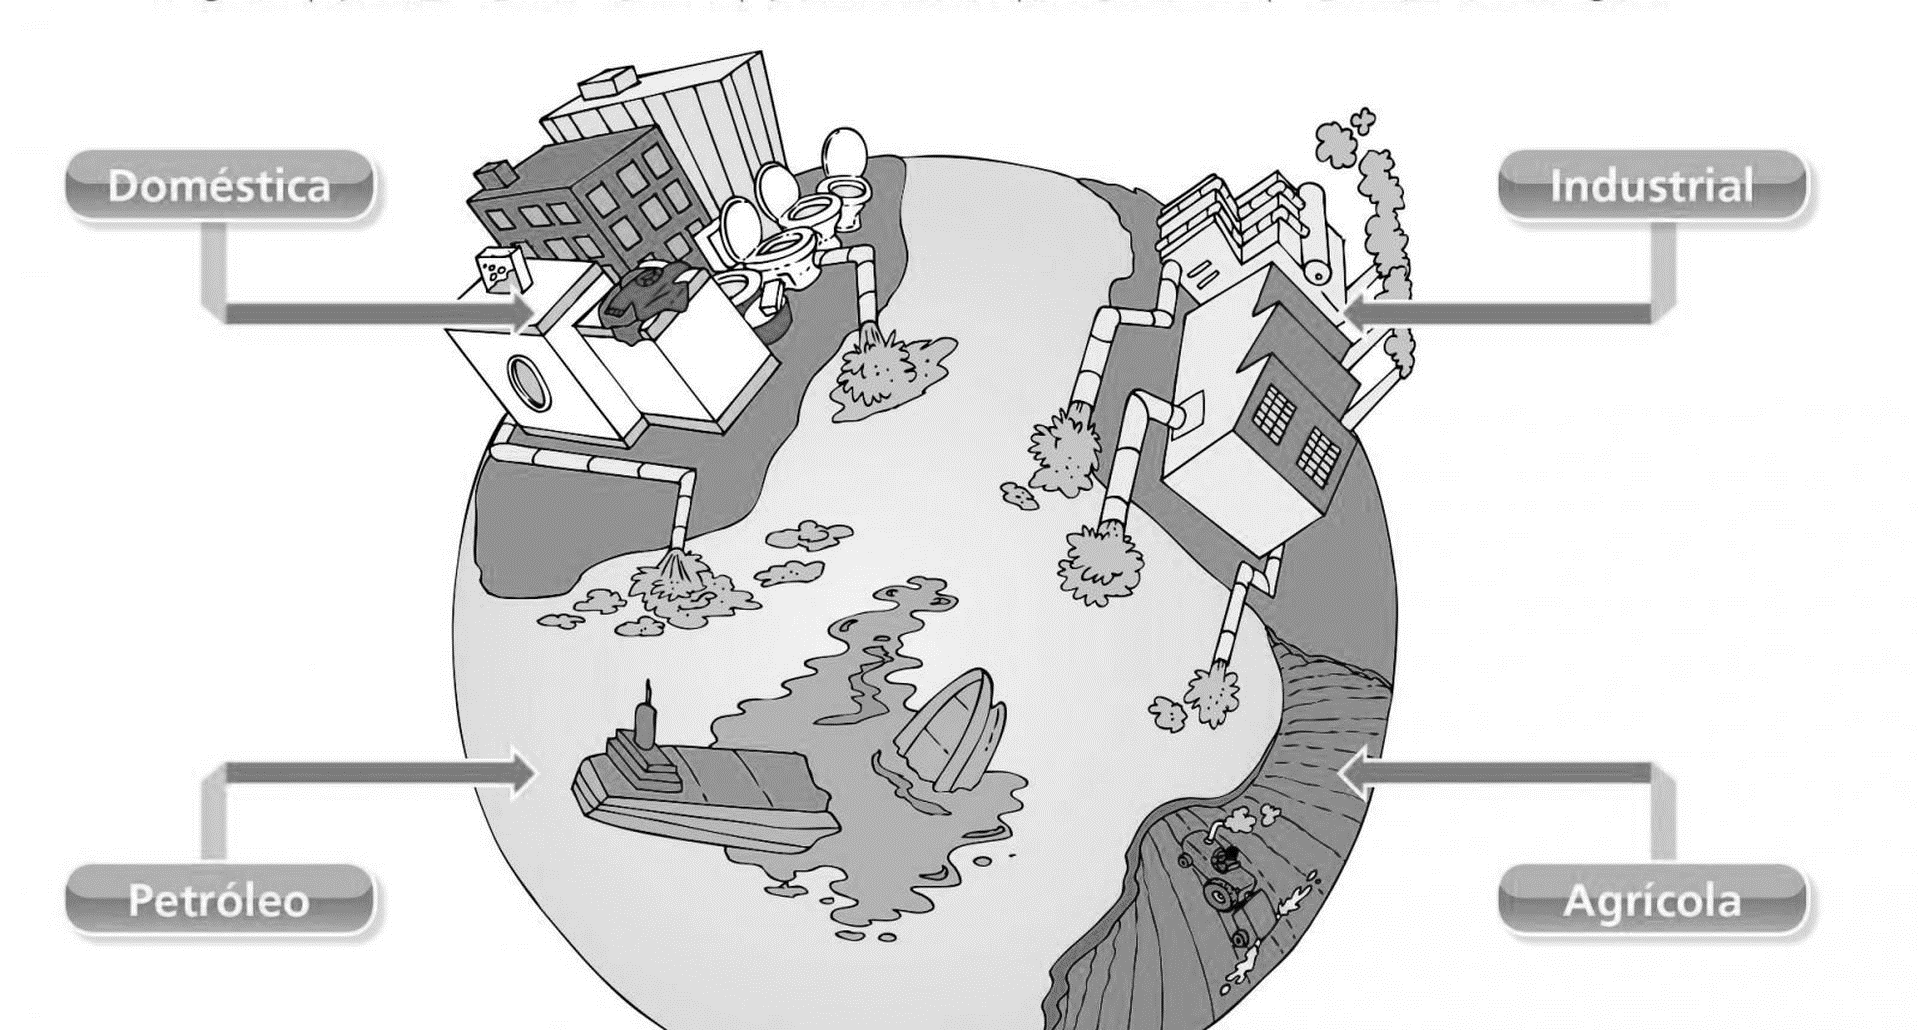 Doméstica
Industrial
Petróleo
Agrícola